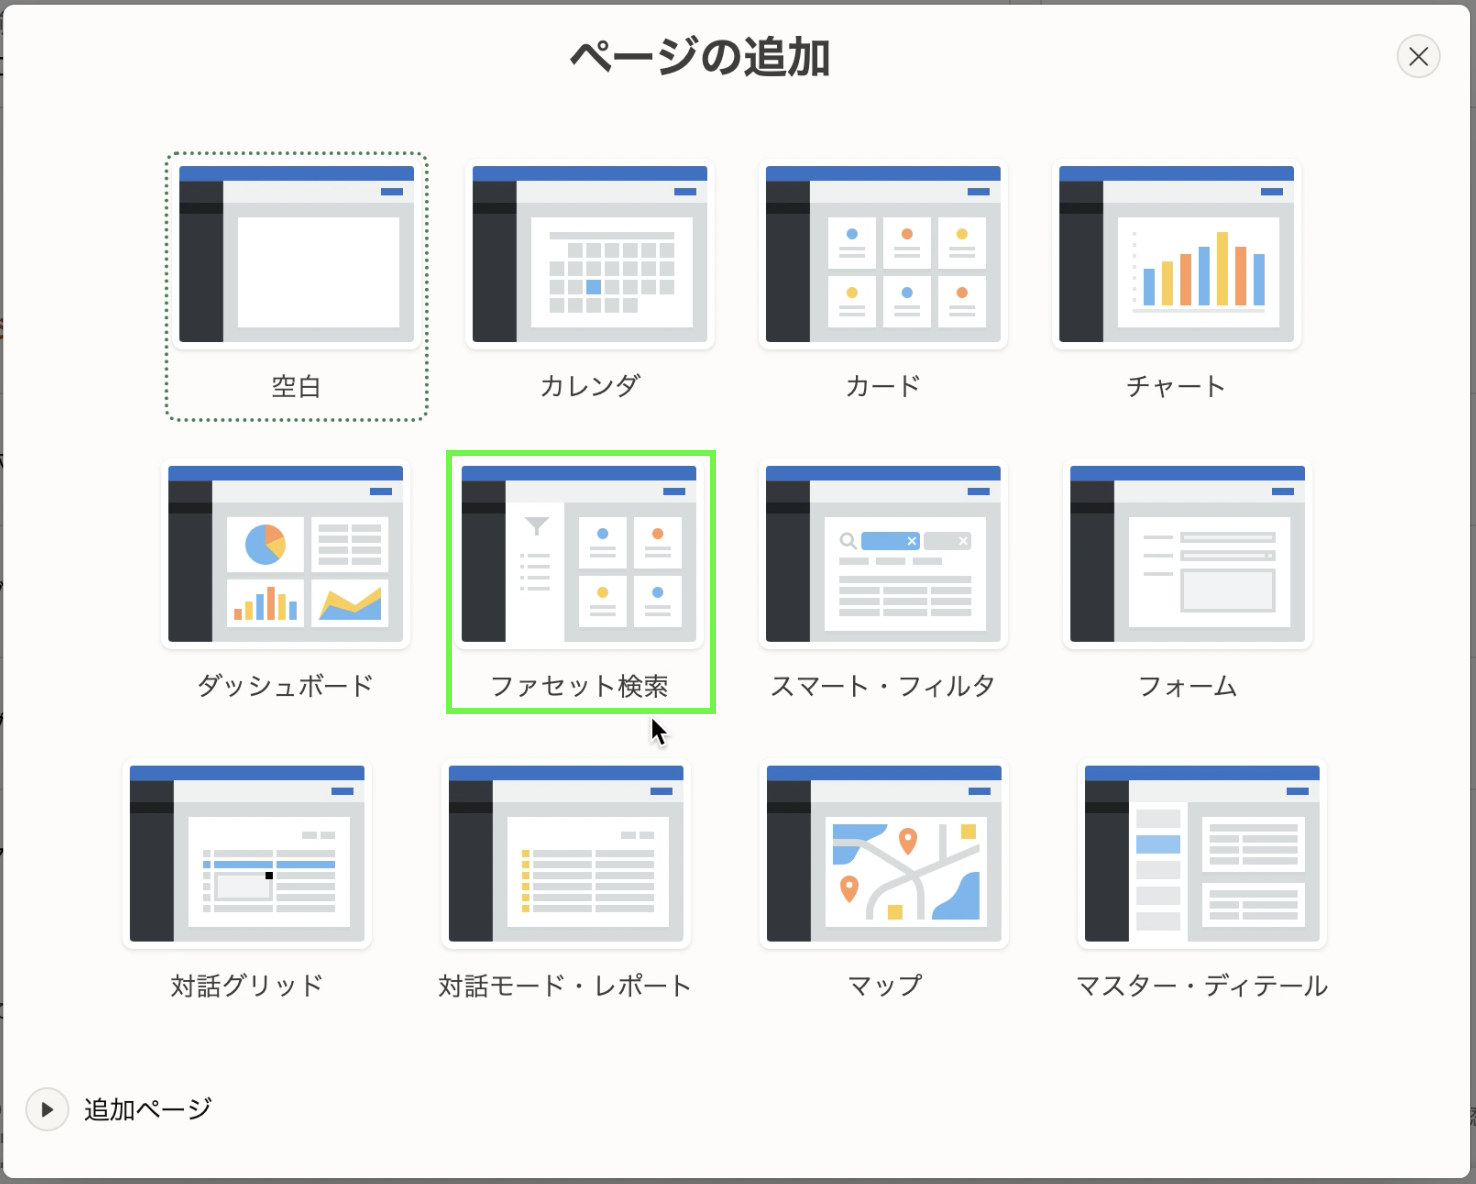 ページの追加
空白
カレンダ
カード
チャート
ダッシュボード
ファセット検索
スマート・フィルタ
フォーム
対話グリッド
対話モード・レポート
マップ
マスター・ディテール
追加ページ